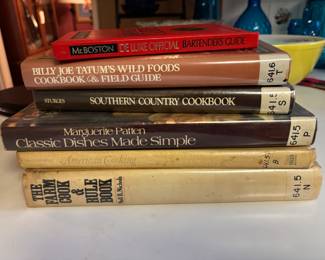 MR. BOSTON DE LUXE OFFICIAL BARTENDER'S GUIDE
BILLY JOE TATUM'S WILD FOODS
COOKBOOK & FIELD GUIDE
641.6
T
STURGES SOUTHERN COUNTRY COOKBOOK
641.5
S
Marguerite Patten
Classic Dishes Made Simple
641.5
P
American Cooking
B
THE FARM
COOK & RULE
BOOK
Nell B. Nichols
641.5
N